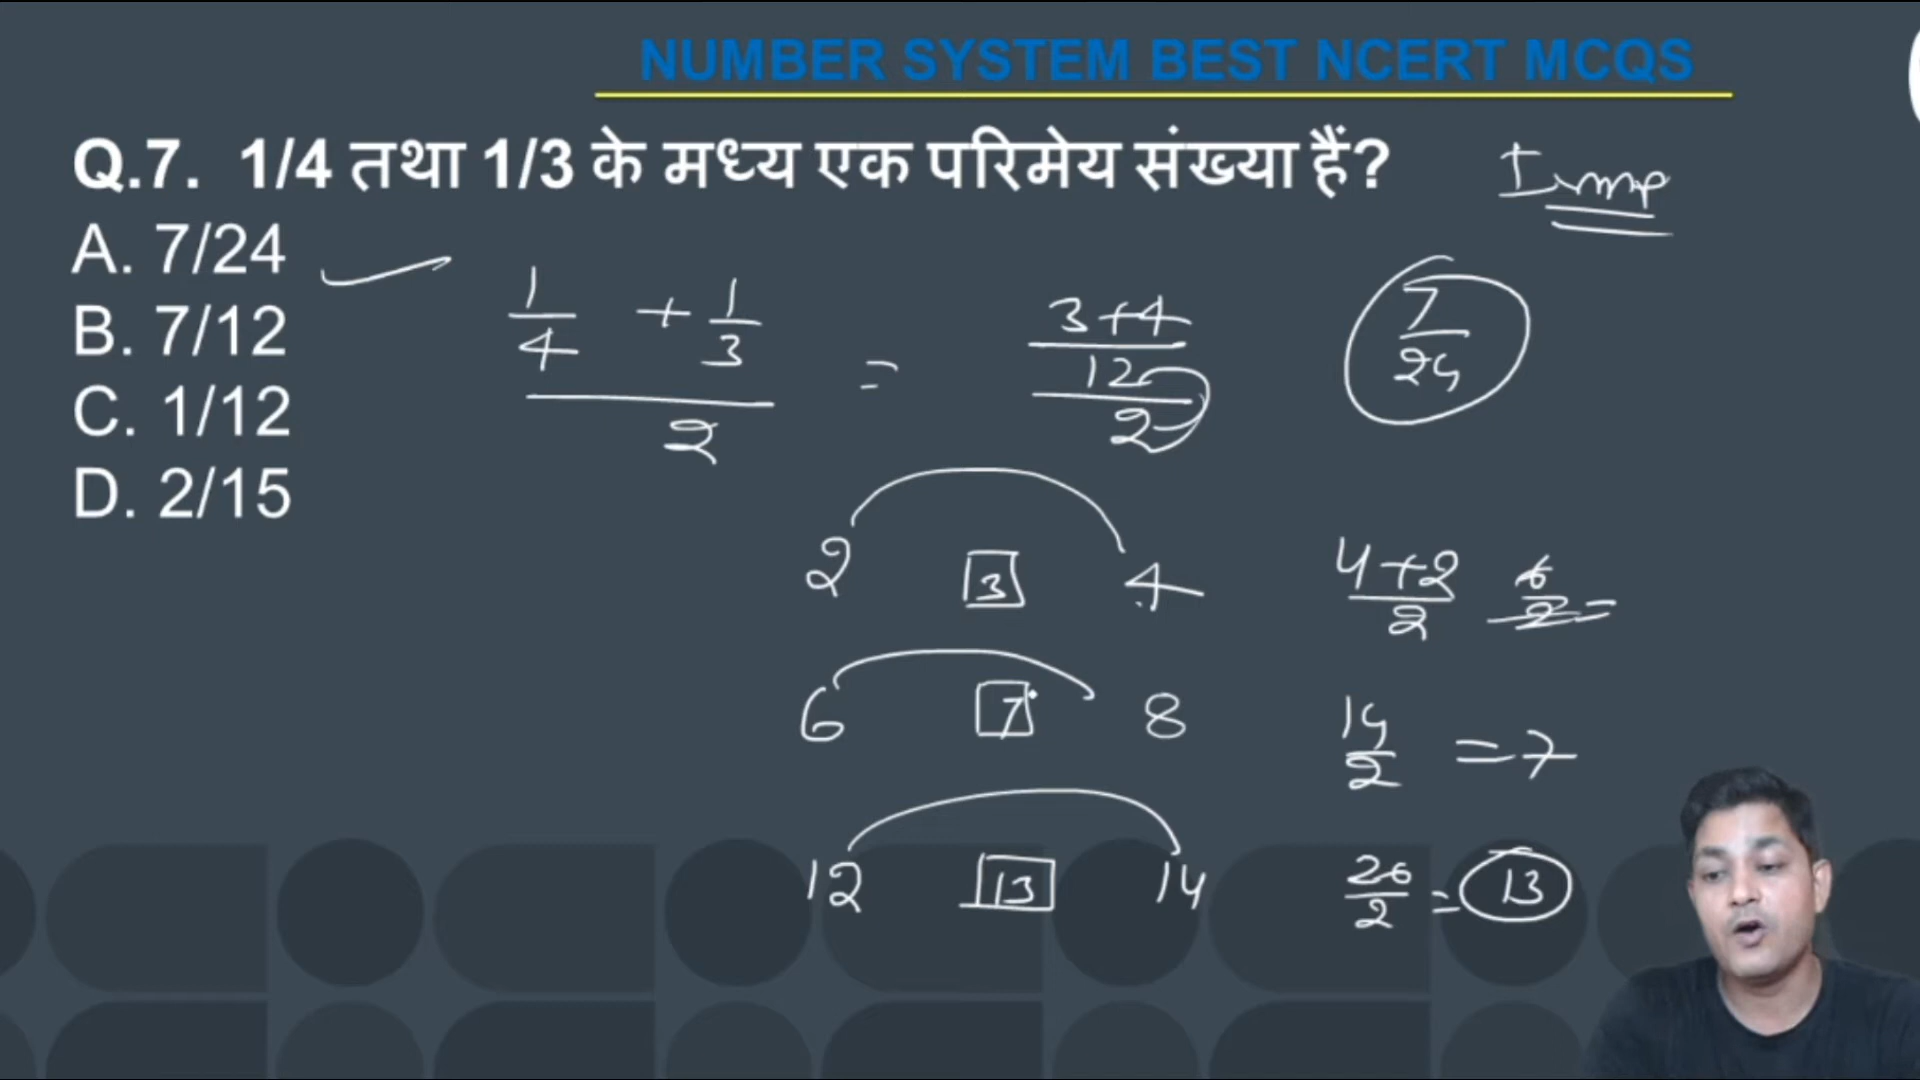 NUMBER SYSTEM BEST NCERT MCQS
Q.7. 1/4 तथा 1/3 के मध्य एक परिमेय संख्या हैं?
Imp
A. 7/24
B. 7/12
C. 1/12
D. 2/15
1/4 + 1/3
2
=
3+4
12
2
7/24
2 3 4
4+2/2 6/2 =
6 7 8
14/2 = 7
12 13 14
26/2 = 13